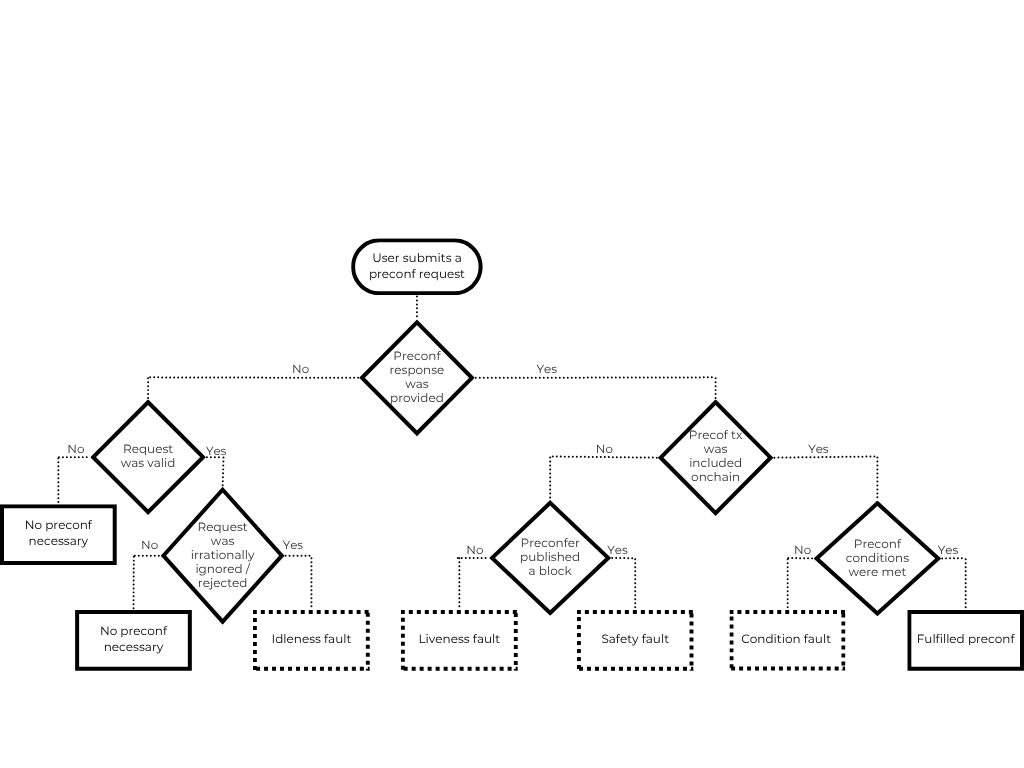 User submits a
preconf request
Preconf
response
was
provided
No
Yes
Precof tx
was
included
onchain
Request
was valid
No
Yes
No
Yes
No preconf
necessary
Request
was
irrationally
ignored /
rejected
No
Yes
Preconfer
published
a block
No
Yes
Preconf
conditions
were met
No
Yes
No preconf
necessary
Idleness fault
Liveness fault
Safety fault
Condition fault
Fulfilled preconf